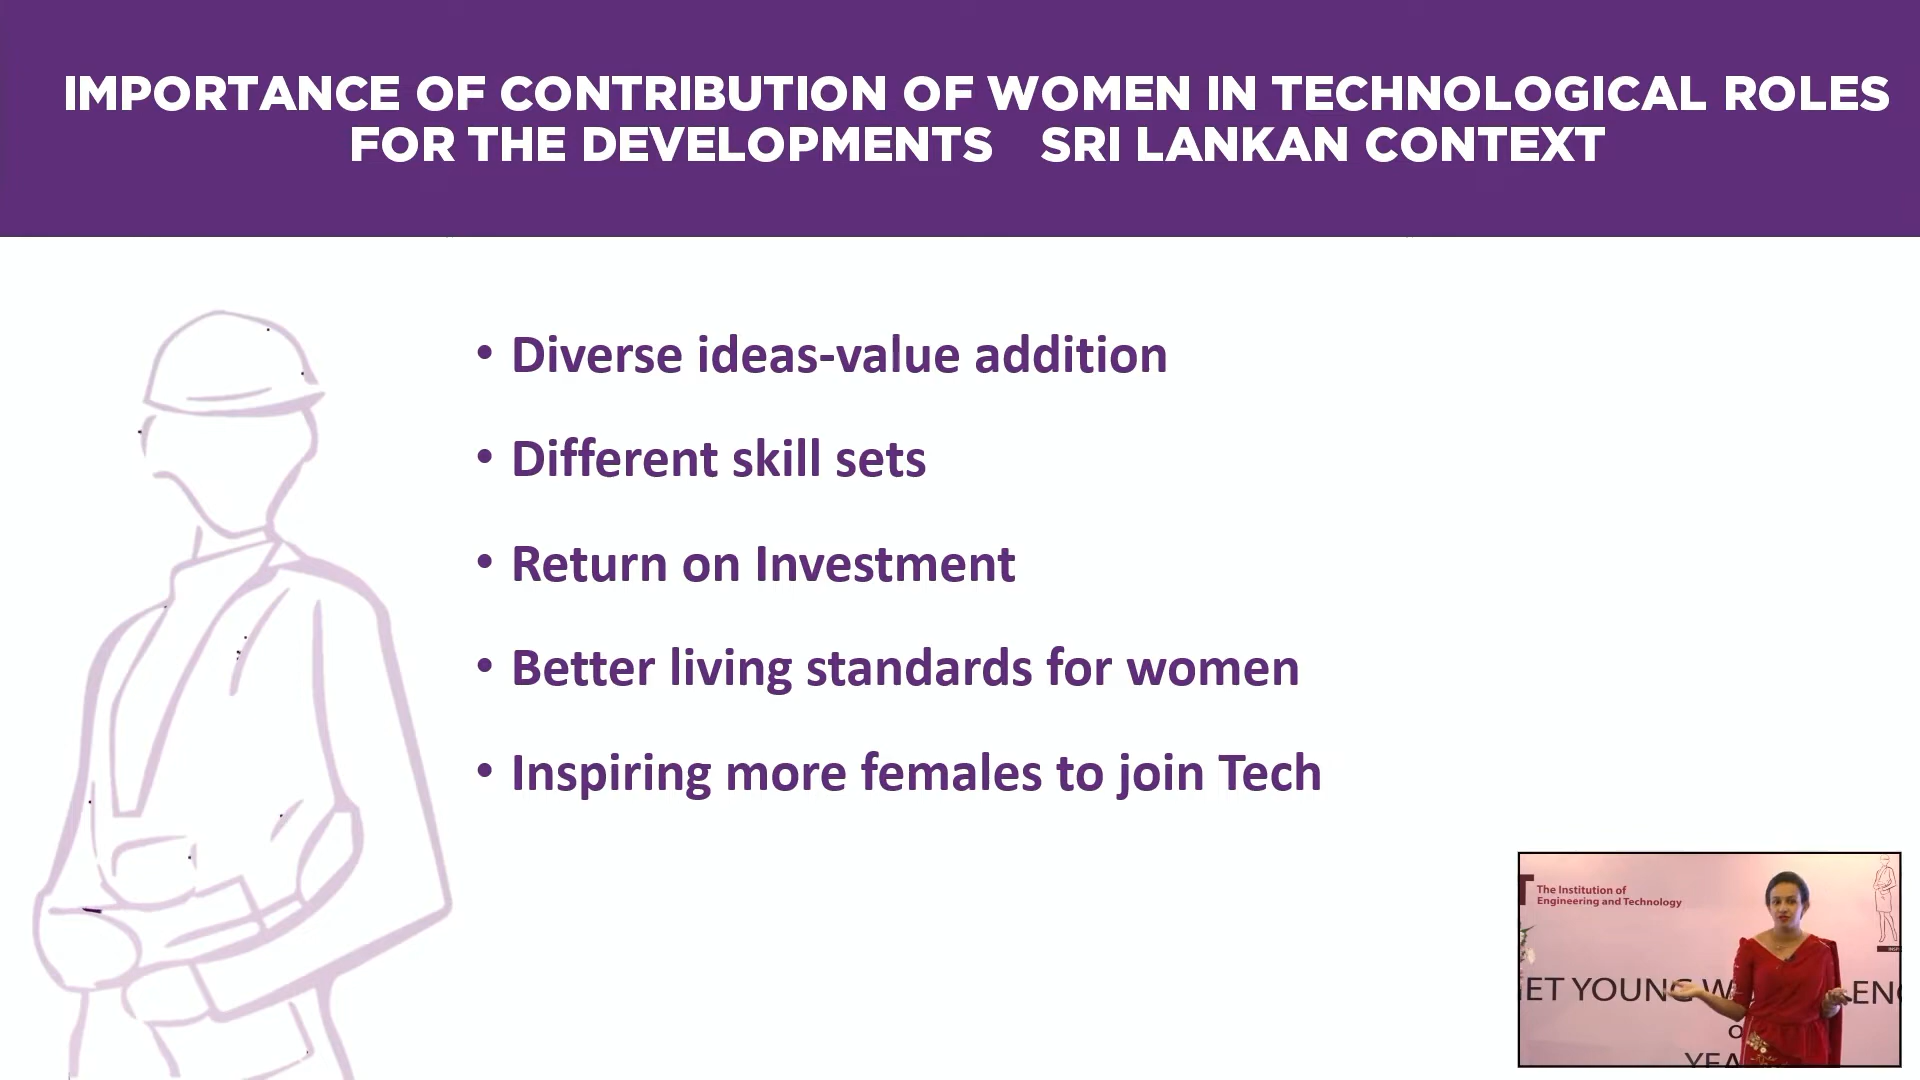 IMPORTANCE OF CONTRIBUTION OF WOMEN IN TECHNOLOGICAL ROLES
FOR THE DEVELOPMENTS SRI LANKAN CONTEXT
• Diverse ideas-value addition
• Different skill sets
• Return on Investment
• Better living standards for women
• Inspiring more females to join Tech
The Institution of
Engineering and Technology
IET YOUNG W ENG
O
YEA